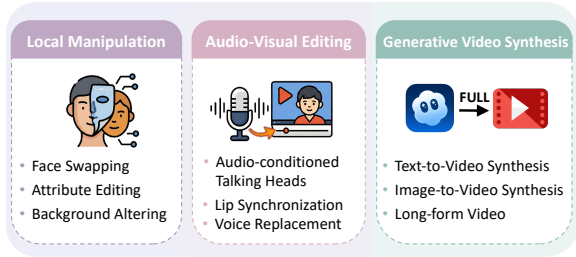 Local Manipulation
Face Swapping
Attribute Editing
Background Altering
Audio-Visual Editing
Audio-conditioned
Talking Heads
Lip Synchronization
Voice Replacement
Generative Video Synthesis
FULL
Text-to-Video Synthesis
Image-to-Video Synthesis
Long-form Video